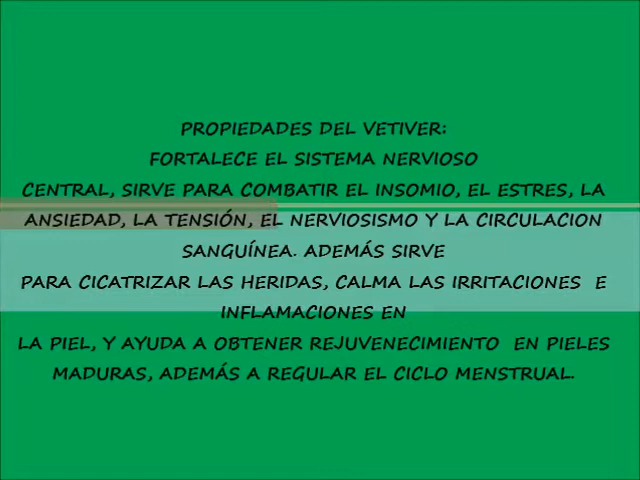 PROPIEDADES DEL VETIVER:
FORTALECE EL SISTEMA NERVIOSO
CENTRAL, SIRVE PARA COMBATIR EL INSOMIO, EL ESTRES, LA
ANSIEDAD, LA TENSIÓN, EL NERVIOSISMO Y LA CIRCULACION
SANGUÍNEA. ADEMÁS SIRVE
PARA CICATRIZAR LAS HERIDAS, CALMA LAS IRRITACIONES E
INFLAMACIONES EN
LA PIEL, Y AYUDA A OBTENER REJUVENECIMIENTO EN PIELES
MADURAS, ADEMÁS A REGULAR EL CICLO MENSTRUAL.